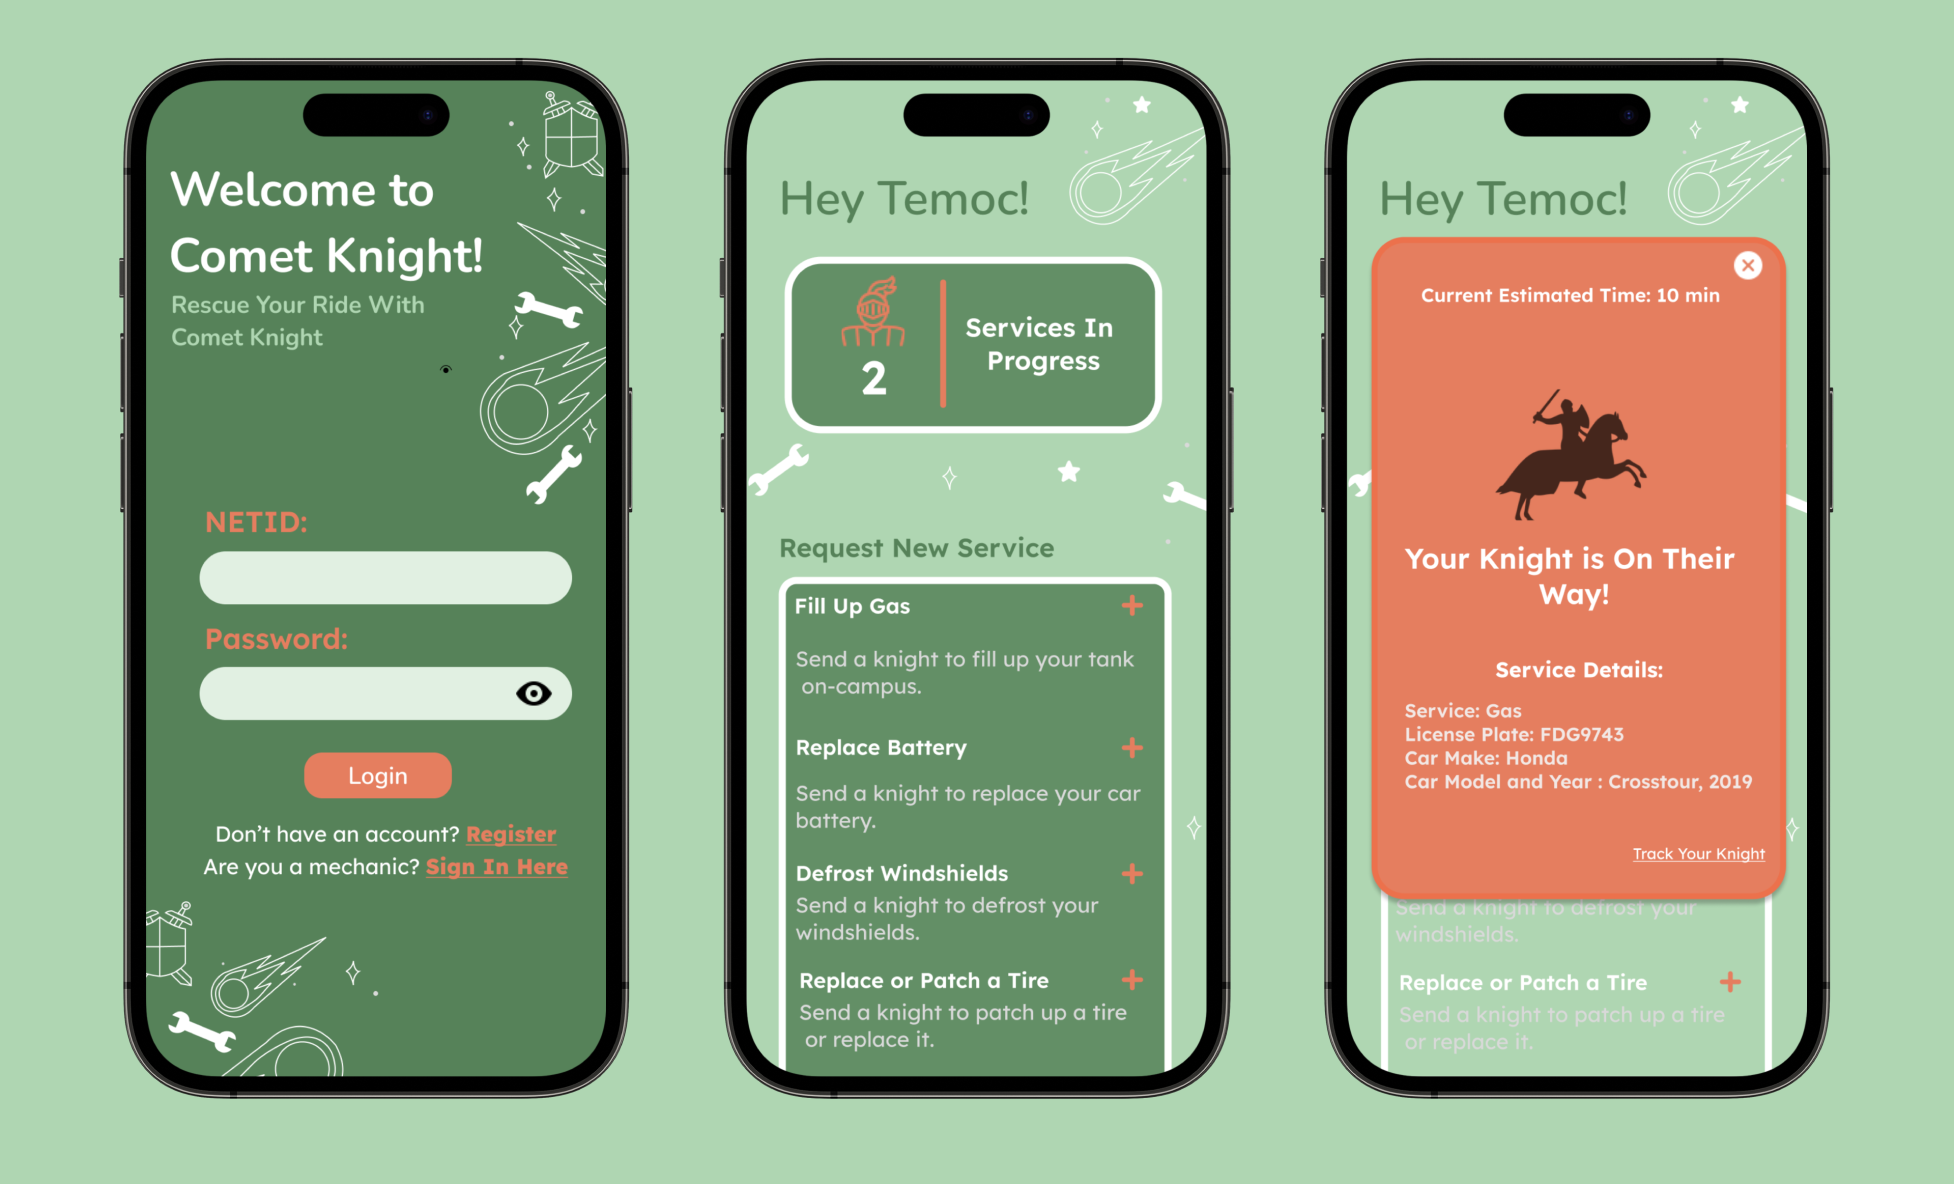 Welcome to
Comet Knight!
Rescue Your Ride With
Comet Knight
NETID:
Password:
Login
Don't have an account? Register
Are you a mechanic? Sign In Here
Hey Temoc!
2
Services In
Progress
Request New Service
Fill Up Gas
Send a knight to fill up your tank
on-campus.
Replace Battery
Send a knight to replace your car
battery.
Defrost Windshields
Send a knight to defrost your
windshields.
Replace or Patch a Tire
Send a knight to patch up a tire
or replace it.
Hey Temoc!
Current Estimated Time: 10 min
Your Knight is On Their
Way!
Service Details:
Service: Gas
License Plate: FDG9743
Car Make: Honda
Car Model and Year : Crosstour, 2019
Track Your Knight
Send a knight to defrost your
windshields.
Replace or Patch a Tire
Send a knight to patch up a tire
or replace it.